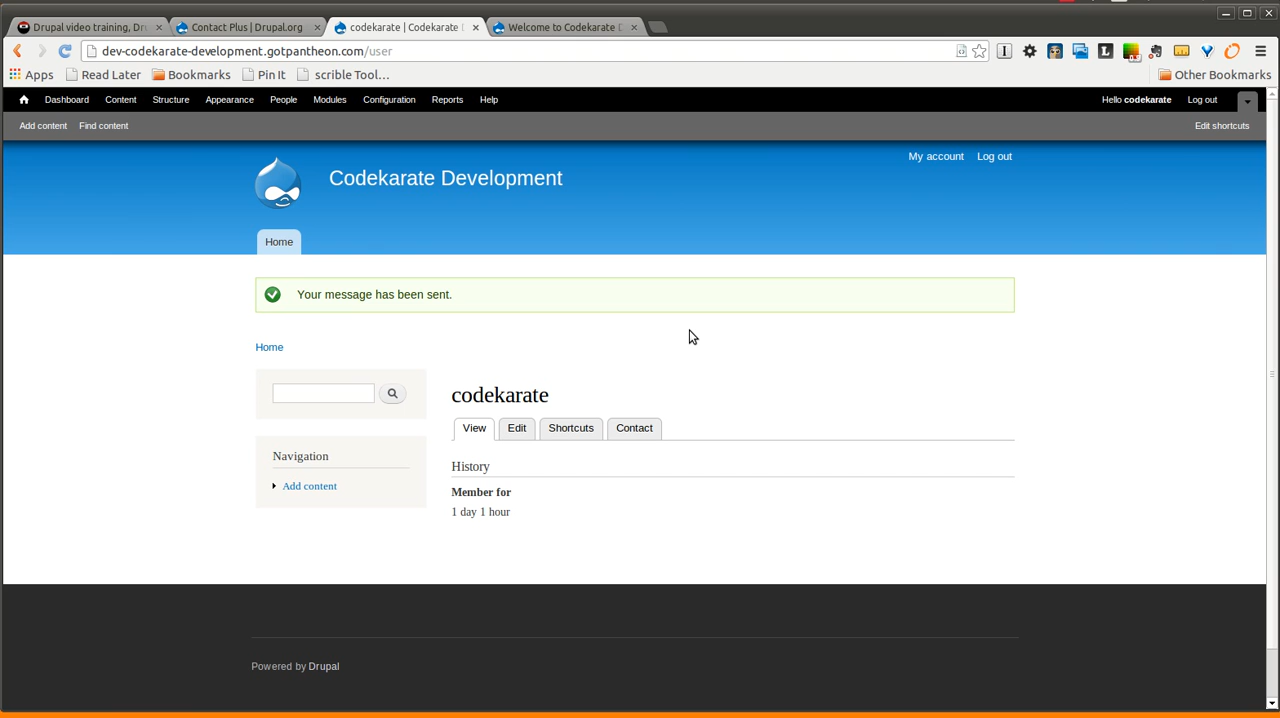 Drupal video training, Dr
Contact Plus | Drupal.org
codekarate | Codekarate D
Welcome to Codekarate D
dev-codekarate-development.gotpantheon.com/user
Apps Read Later Bookmarks Pin It scrible Tool... Other Bookmarks
Dashboard Content Structure Appearance People Modules Configuration Reports Help Hello codekarate Log out
Add content Find content Edit shortcuts
My account Log out
Codekarate Development
Home
Your message has been sent.
Home
codekarate
View Edit Shortcuts Contact
Navigation
Add content
History
Member for
1 day 1 hour
Powered by Drupal